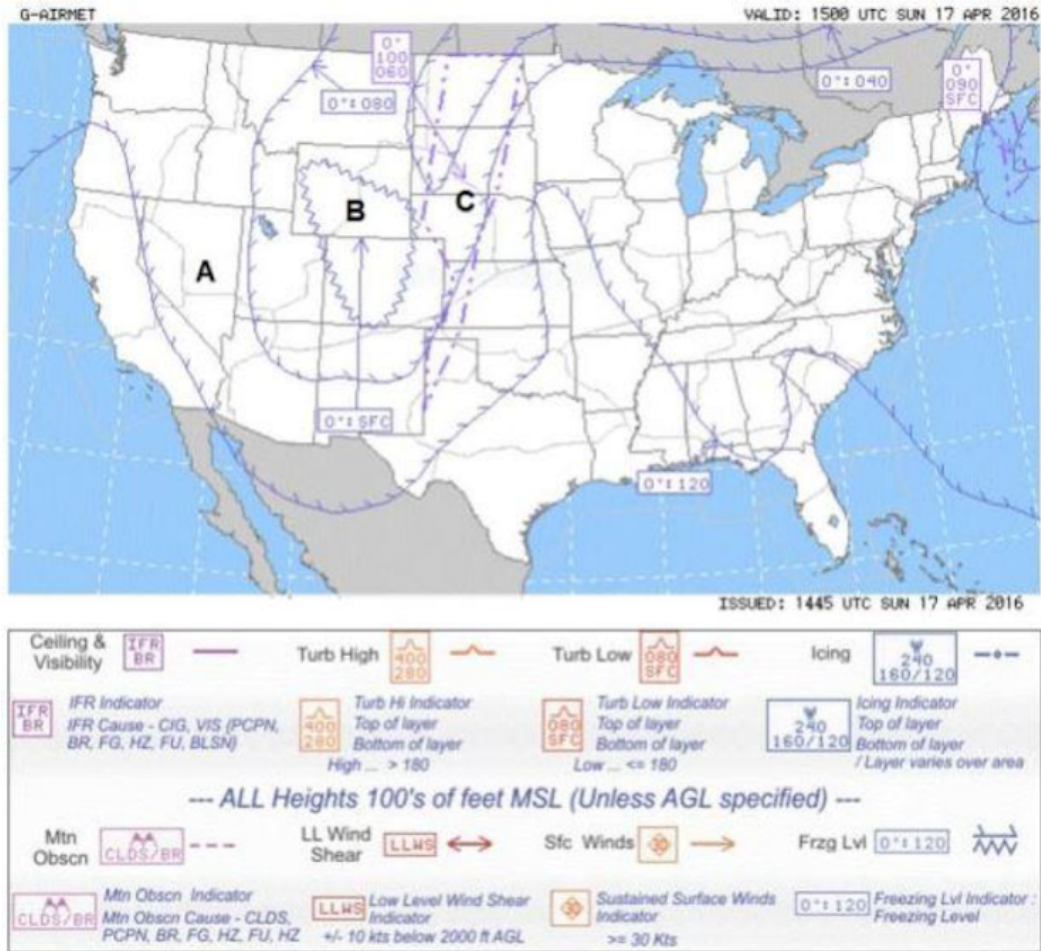 G-AIRMET
VALID: 1500 UTC SUN 17 APR 2016
0°
100
060
0°:080
0°:040
0°
090
SFC
A
B
C
0°:SFC
0°:120
ISSUED: 1445 UTC SUN 17 APR 2016
Ceiling & Visibility IFR BR
Turb High 400 280
Turb Low 080 SFC
Icing 240 160/120
IFR BR
IFR Indicator
IFR Cause - CIG, VIS (PCPN,
BR, FG, HZ, FU, BLSN)
400 280
Turb Hi Indicator
Top of layer
Bottom of layer
High ... > 180
080 SFC
Turb Low Indicator
Top of layer
Bottom of layer
Low ... <= 180
240 160/120
Icing Indicator
Top of layer
Bottom of layer
/ Layer varies over area
--- ALL Heights 100's of feet MSL (Unless AGL specified) ---
Mtn Obscn CLDS/BR
LL Wind Shear LLWS
Sfc Winds 30
Frzg Lvl 0°:120
CLDS/BR
Mtn Obscn Indicator
Mtn Obscn Cause - CLDS,
PCPN, BR, FG, HZ, FU, HZ
LLWS
Low Level Wind Shear
Indicator
+/- 10 kts below 2000 ft AGL
30
Sustained Surface Winds
Indicator
>= 30 Kts
0°:120
Freezing Lvl Indicator :
Freezing Level